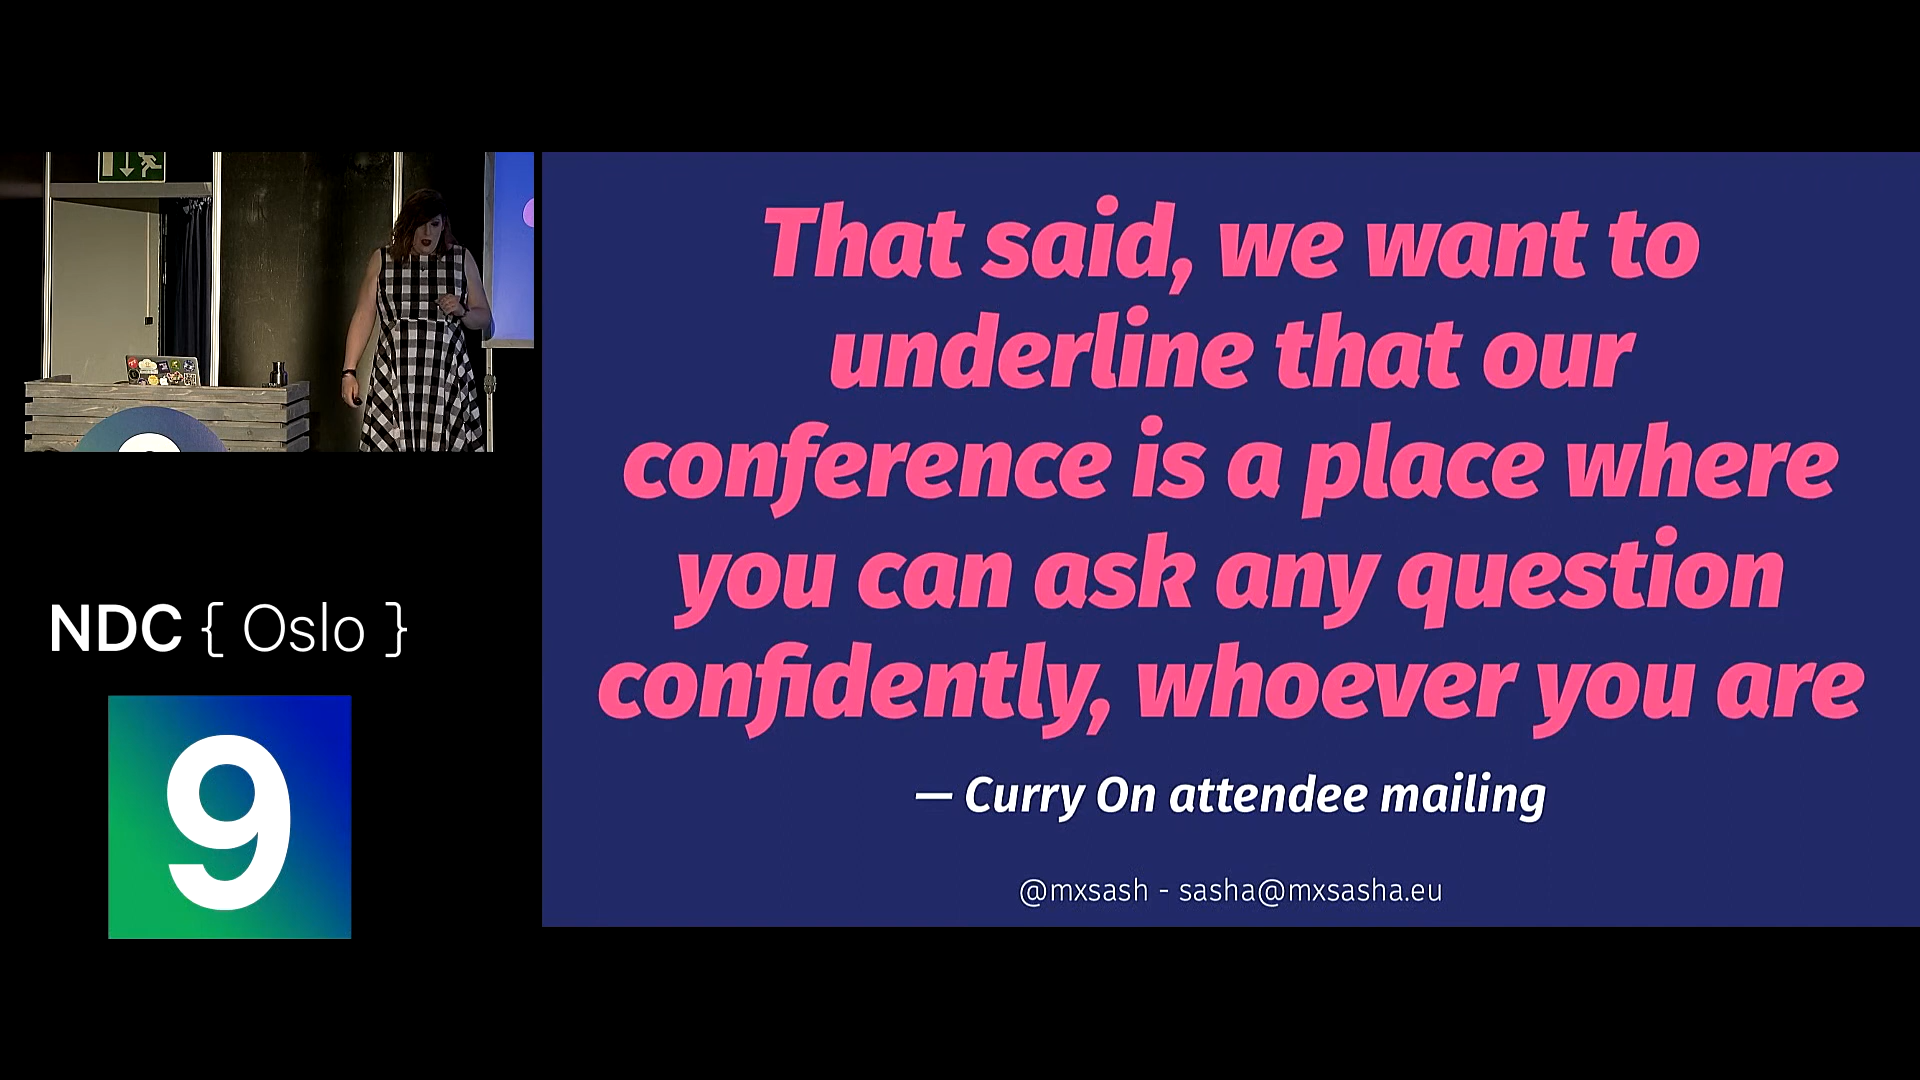 That said, we want to
underline that our
conference is a place where
you can ask any question
confidently, whoever you are
— Curry On attendee mailing
@mxsash - sasha@mxsasha.eu
NDC { Oslo }
9